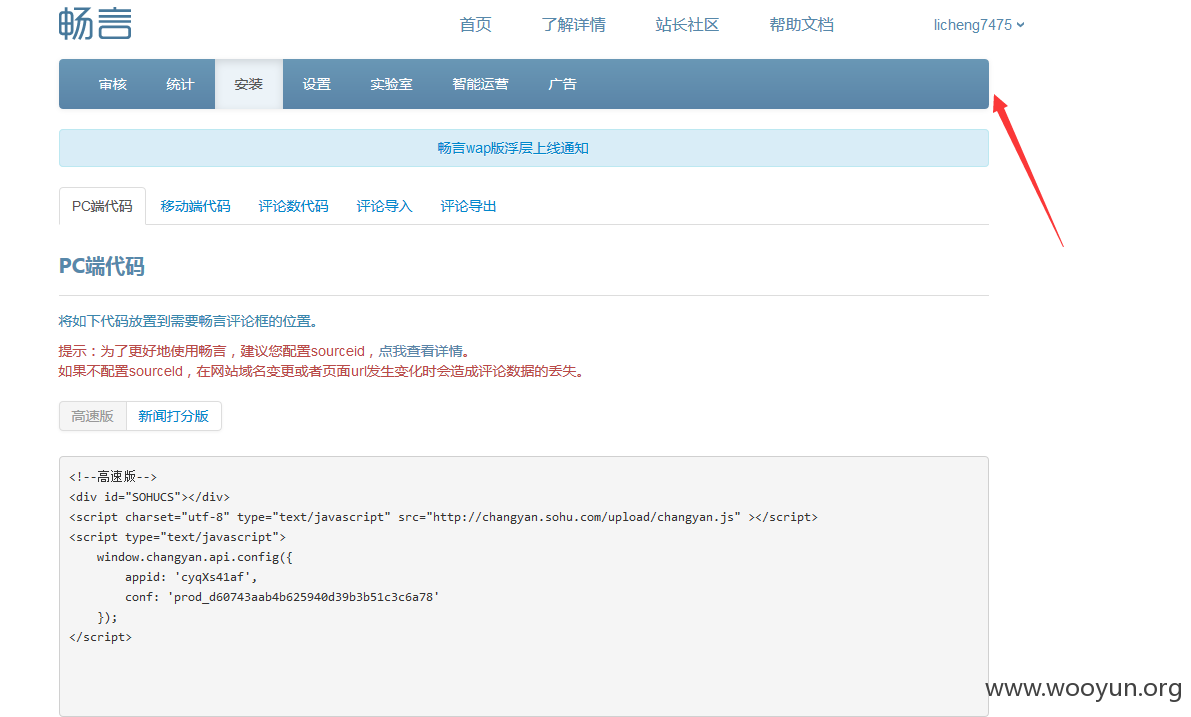 畅言 首页 了解详情 站长社区 帮助文档 licheng7475
审核 统计 安装 设置 实验室 智能运营 广告
畅言wap版浮层上线通知
PC端代码 移动端代码 评论数代码 评论导入 评论导出
PC端代码
将如下代码放置到需要畅言评论框的位置。
提示：为了更好地使用畅言，建议您配置sourceid，点我查看详情。
如果不配置sourceId，在网站域名变更或者页面url发生变化时会造成评论数据的丢失。
高速版 新闻打分版
<!--高速版-->
<div id="SOHUCS"></div>
<script charset="utf-8" type="text/javascript" src="http://changyan.sohu.com/upload/changyan.js" ></script>
<script type="text/javascript">
    window.changyan.api.config({
        appid: 'cyqXs41af',
        conf: 'prod_d60743aab4b625940d39b3b51c3c6a78'
    });
</script>
www.wooyun.org